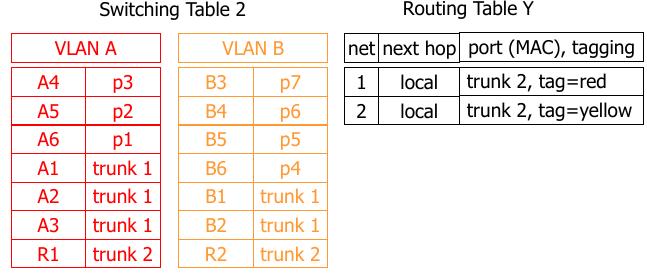 Switching Table 2
Routing Table Y
VLAN A
A4 p3
A5 p2
A6 p1
A1 trunk 1
A2 trunk 1
A3 trunk 1
R1 trunk 2
VLAN B
B3 p7
B4 p6
B5 p5
B6 p4
B1 trunk 1
B2 trunk 1
R2 trunk 2
net next hop port (MAC), tagging
1 local trunk 2, tag=red
2 local trunk 2, tag=yellow